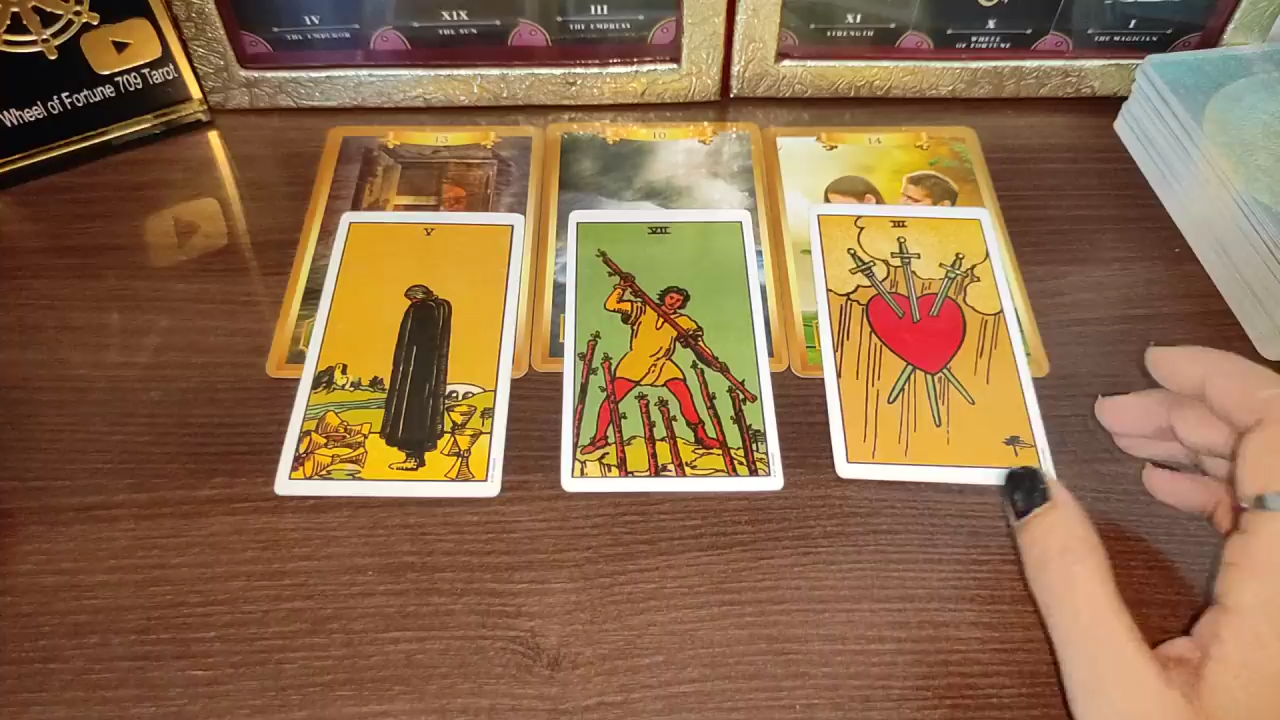 Wheel of Fortune 709 Tarot
IV
THE EMPEROR
XIX
THE SUN
III
THE EMPRESS
XI
STRENGTH
X
WHEEL
OF FORTUNE
I
THE MAGICIAN
13
10
14
V
VII
III